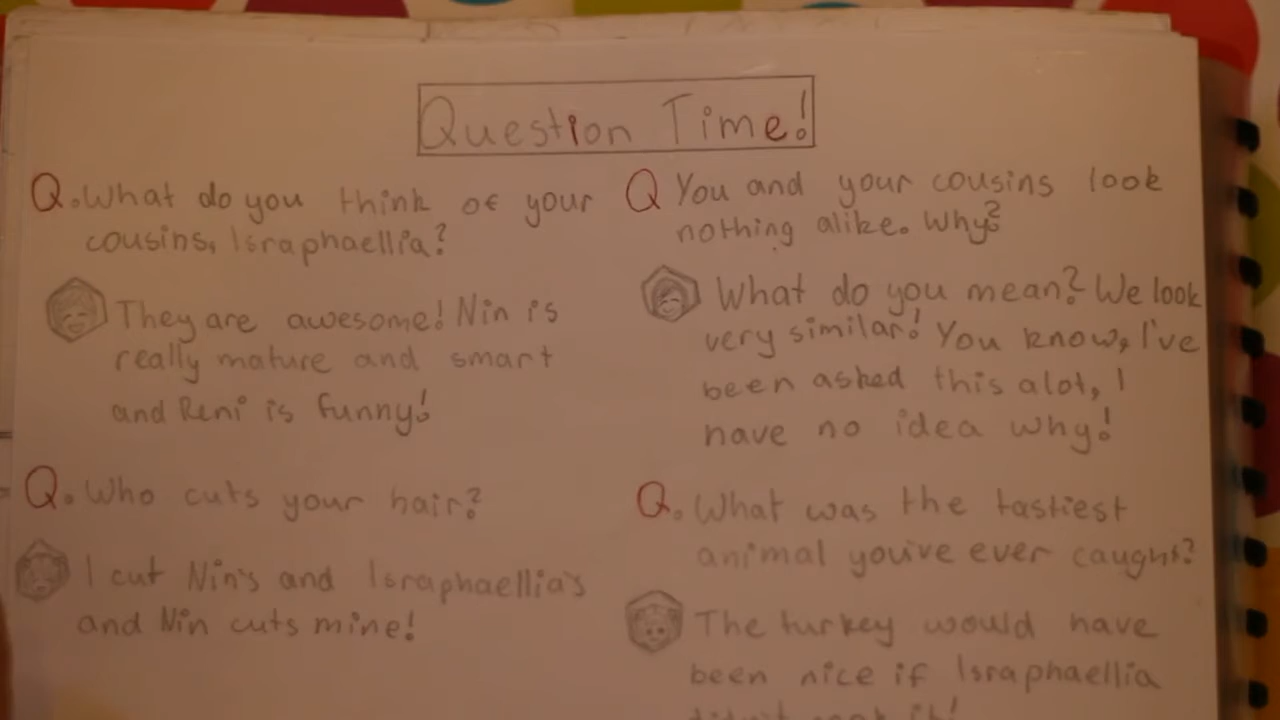 Question Time!
Q. What do you think of your
cousins, Israphaellia?
They are awesome! Nin is
really mature and smart
and Reni is funny!
Q. Who cuts your hair?
I cut Nin's and Israphaellia's
and Nin cuts mine!
Q You and your cousins look
nothing alike. Why?
What do you mean? We look
very similar! You know, I've
been asked this alot, I
have no idea why!
Q. What was the tastiest
animal you've ever caught?
The turkey would have
been nice if Israphaellia
it!